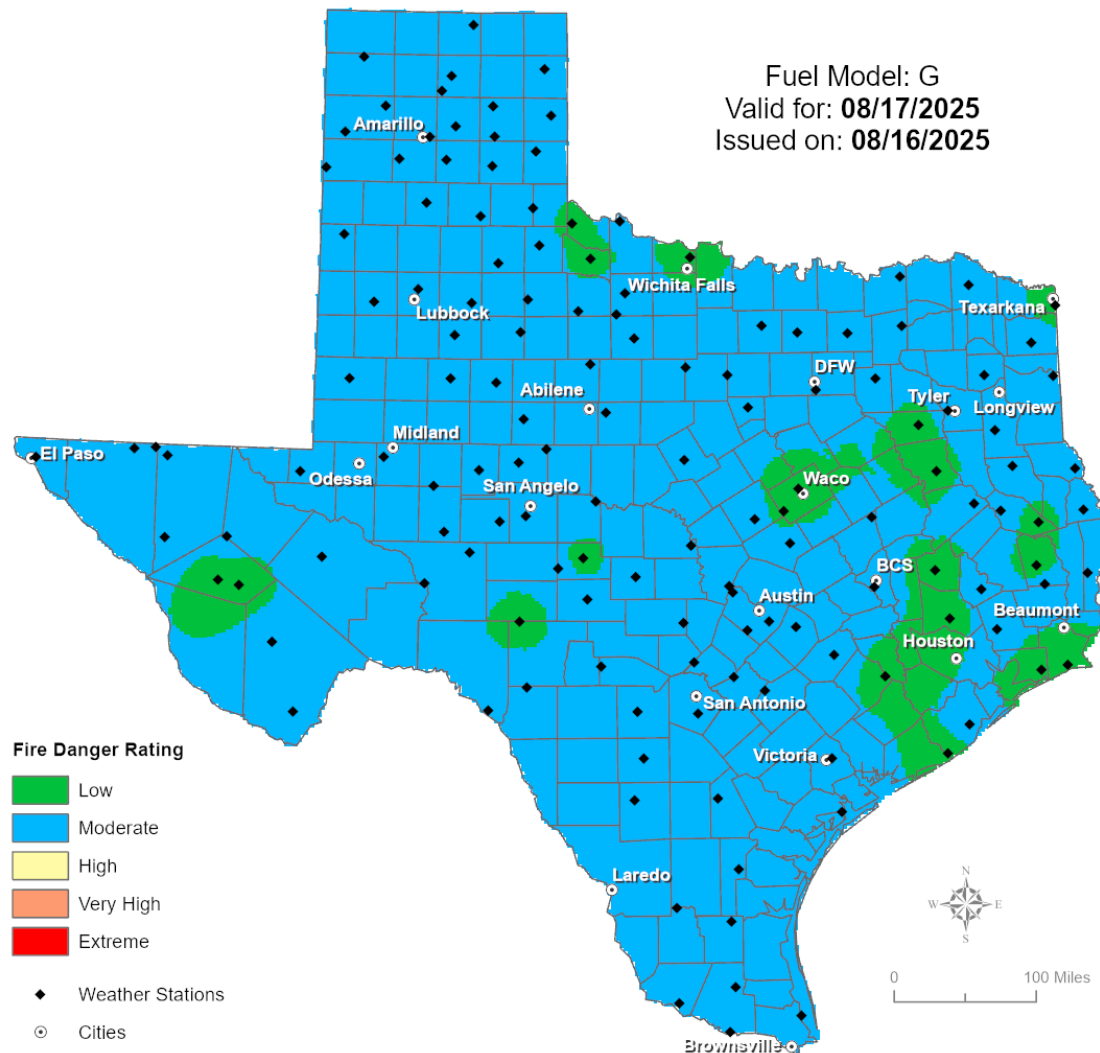 Fuel Model: G
Valid for: 08/17/2025
Issued on: 08/16/2025
Amarillo
Wichita Falls
Lubbock
Texarkana
DFW
Abilene
Tyler
Longview
Midland
El Paso
Odessa
San Angelo
Waco
BCS
Austin
Beaumont
Houston
San Antonio
Victoria
Laredo
Brownsville
Fire Danger Rating
Low
Moderate
High
Very High
Extreme
Weather Stations
Cities
N
W E
S
0 100 Miles